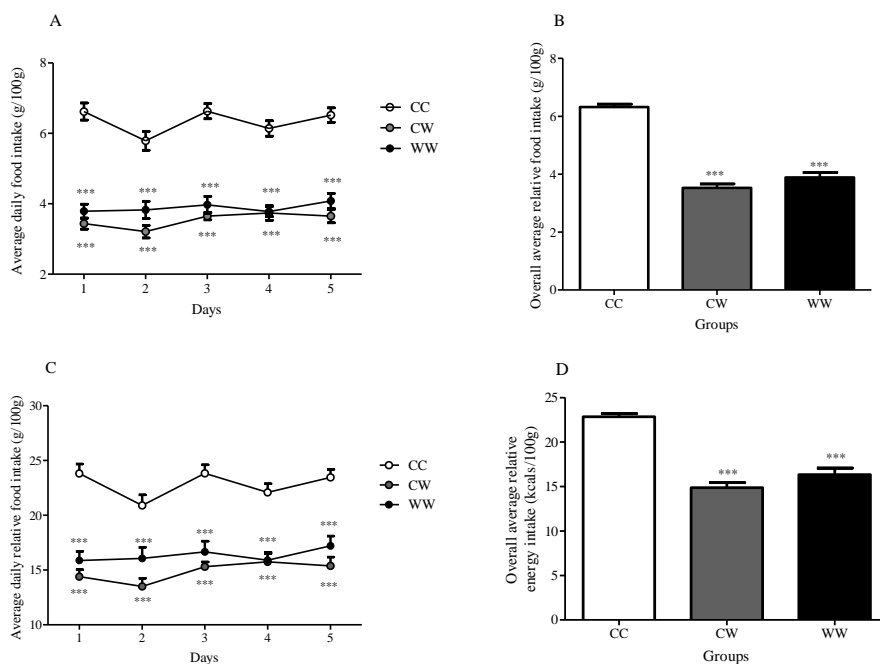 A
Average daily food intake (g/100g)
8
6
4
2
***
***
***
***
***
***
***
***
***
***
1 2 3 4 5
Days
CC
CW
WW
B
Overall average relative food intake (g/100g)
8
6
4
2
0
***
***
CC CW WW
Groups
C
Average daily relative food intake (g/100g)
30
25
20
15
10
***
***
***
***
***
***
***
***
***
***
1 2 3 4 5
Days
CC
CW
WW
D
Overall average relative
energy intake (kcals/100g)
25
20
15
10
5
0
***
***
CC CW WW
Groups